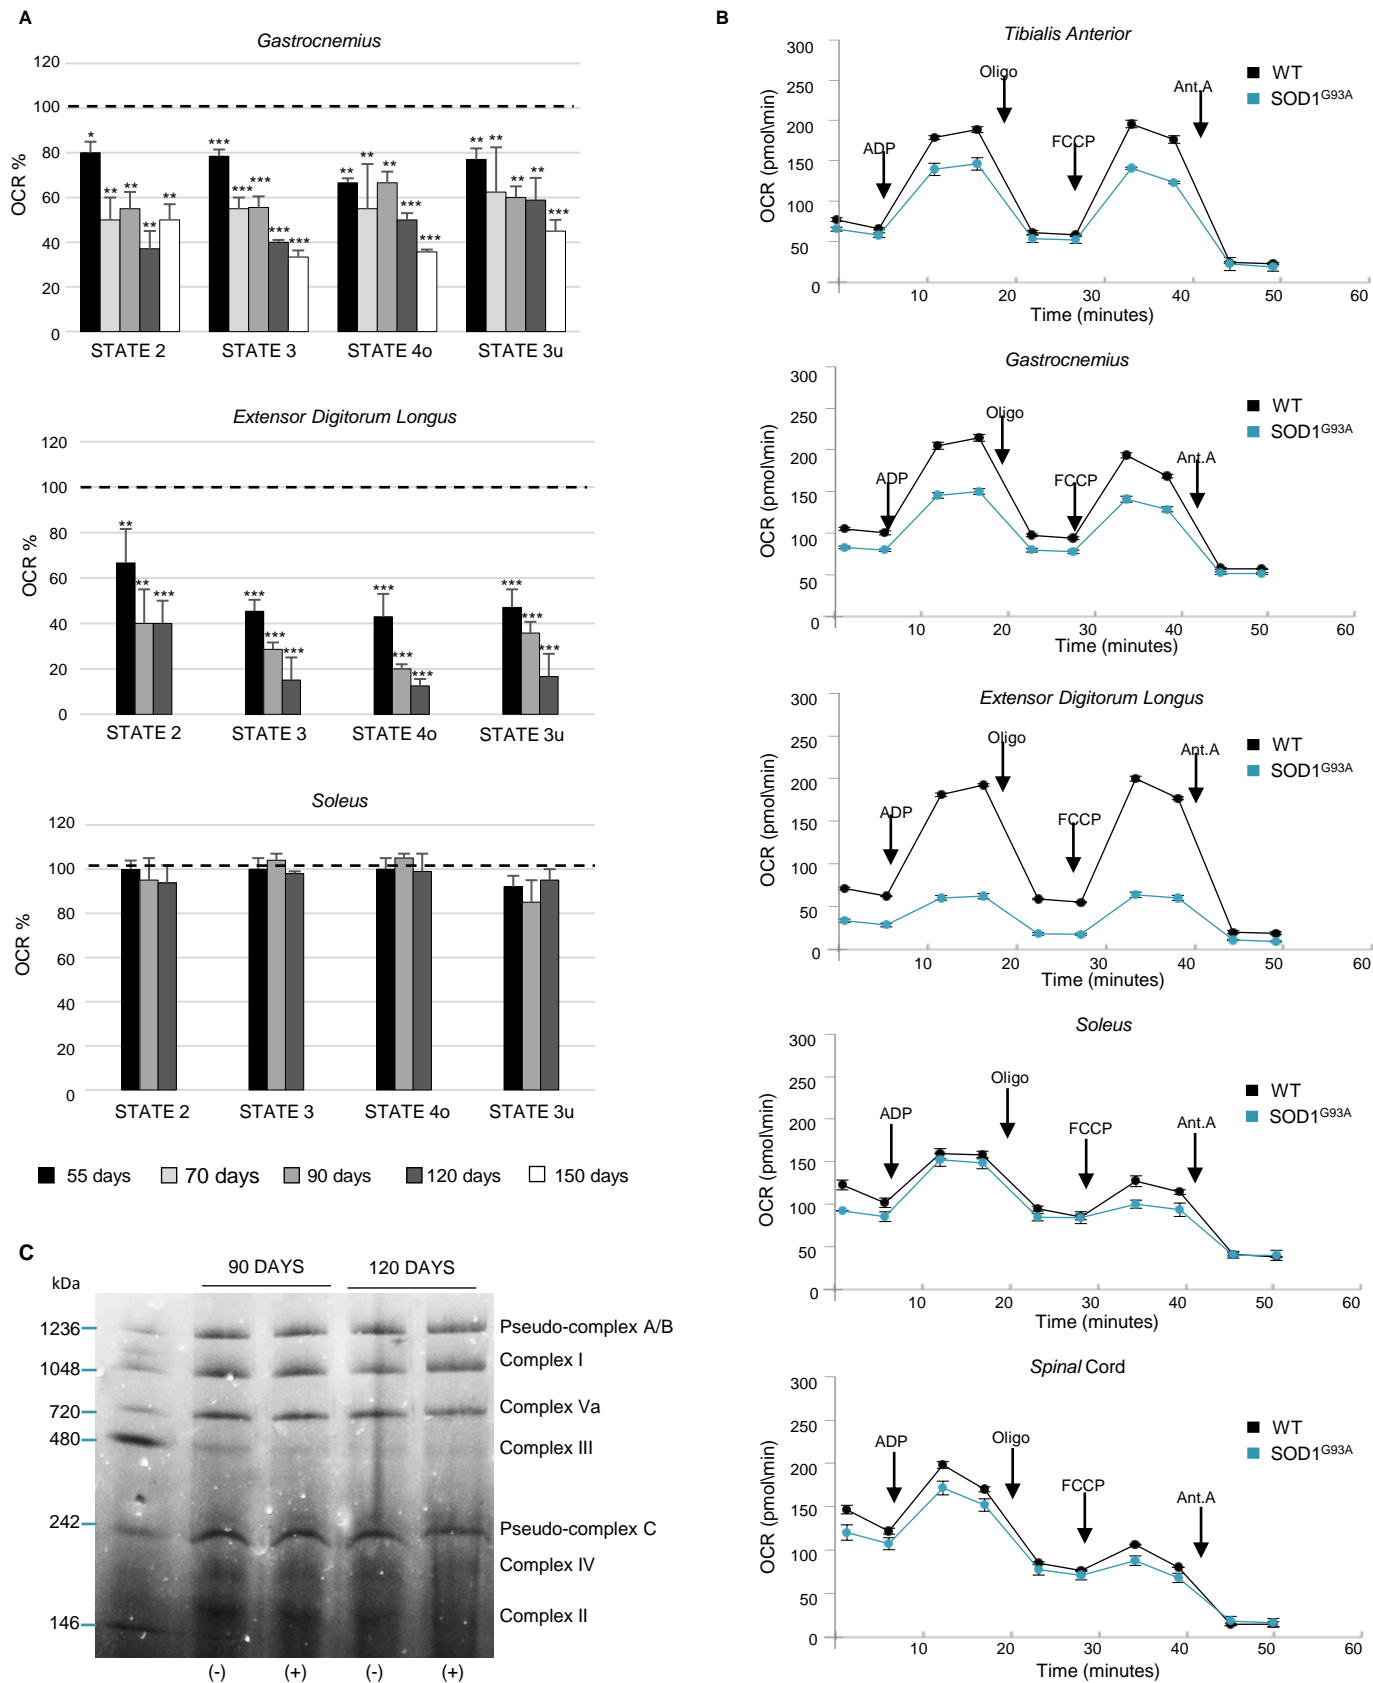 A
Gastrocnemius
120
100
80
60
40
20
0
OCR %
* ** ** ** **
*** *** *** *** ***
** ** ** *** ***
** ** ** ** ***
STATE 2 STATE 3 STATE 4o STATE 3u
Extensor Digitorum Longus
120
100
80
60
40
20
0
OCR %
** ** ***
*** *** ***
*** *** ***
*** *** ***
STATE 2 STATE 3 STATE 4o STATE 3u
Soleus
120
100
80
60
40
20
0
OCR %
STATE 2 STATE 3 STATE 4o STATE 3u
55 days 70 days 90 days 120 days 150 days
B
Tibialis Anterior
300
250
200
150
100
50
0
OCR (pmol\min)
ADP
Oligo
FCCP
Ant.A
WT
SOD1G93A
10 20 30 40 50 60
Time (minutes)
Gastrocnemius
300
250
200
150
100
50
0
OCR (pmol\min)
ADP
Oligo
FCCP
Ant.A
WT
SOD1G93A
10 20 30 40 50 60
Time (minutes)
Extensor Digitorum Longus
300
250
200
150
100
50
0
OCR (pmol\min)
ADP
Oligo
FCCP
Ant.A
WT
SOD1G93A
10 20 30 40 50 60
Time (minutes)
Soleus
300
250
200
150
100
50
0
OCR (pmol\min)
ADP
Oligo
FCCP
Ant.A
WT
SOD1G93A
10 20 30 40 50 60
Time (minutes)
Spinal Cord
300
250
200
150
100
50
0
OCR (pmol\min)
ADP
Oligo
FCCP
Ant.A
WT
SOD1G93A
10 20 30 40 50 60
Time (minutes)
C
90 DAYS 120 DAYS
kDa
1236
1048
720
480
242
146
Pseudo-complex A/B
Complex I
Complex Va
Complex III
Pseudo-complex C
Complex IV
Complex II
(-) (+) (-) (+)